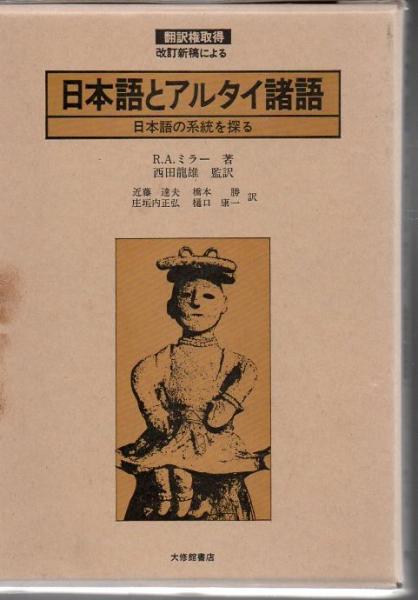 翻訳権取得
改訂新稿による
日本語とアルタイ諸語
日本語の系統を探る
R.A.ミラー 著
西田龍雄 監訳
近藤 達夫 橋本 勝
庄垣内正弘 樋口 康一 訳
大修館書店